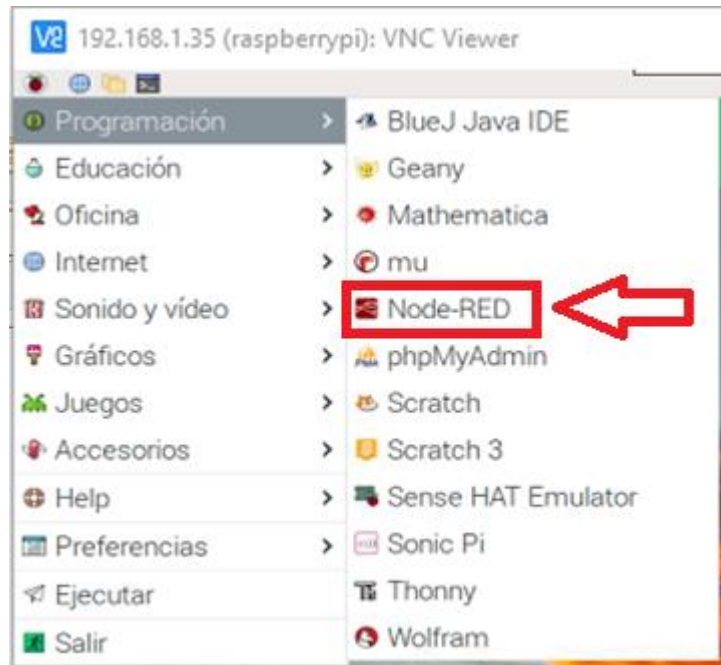 192.168.1.35 (raspberrypi): VNC Viewer
Programación
Educación
Oficina
Internet
Sonido y vídeo
Gráficos
Juegos
Accesorios
Help
Preferencias
Ejecutar
Salir
BlueJ Java IDE
Geany
Mathematica
mu
Node-RED
phpMyAdmin
Scratch
Scratch 3
Sense HAT Emulator
Sonic Pi
Thonny
Wolfram